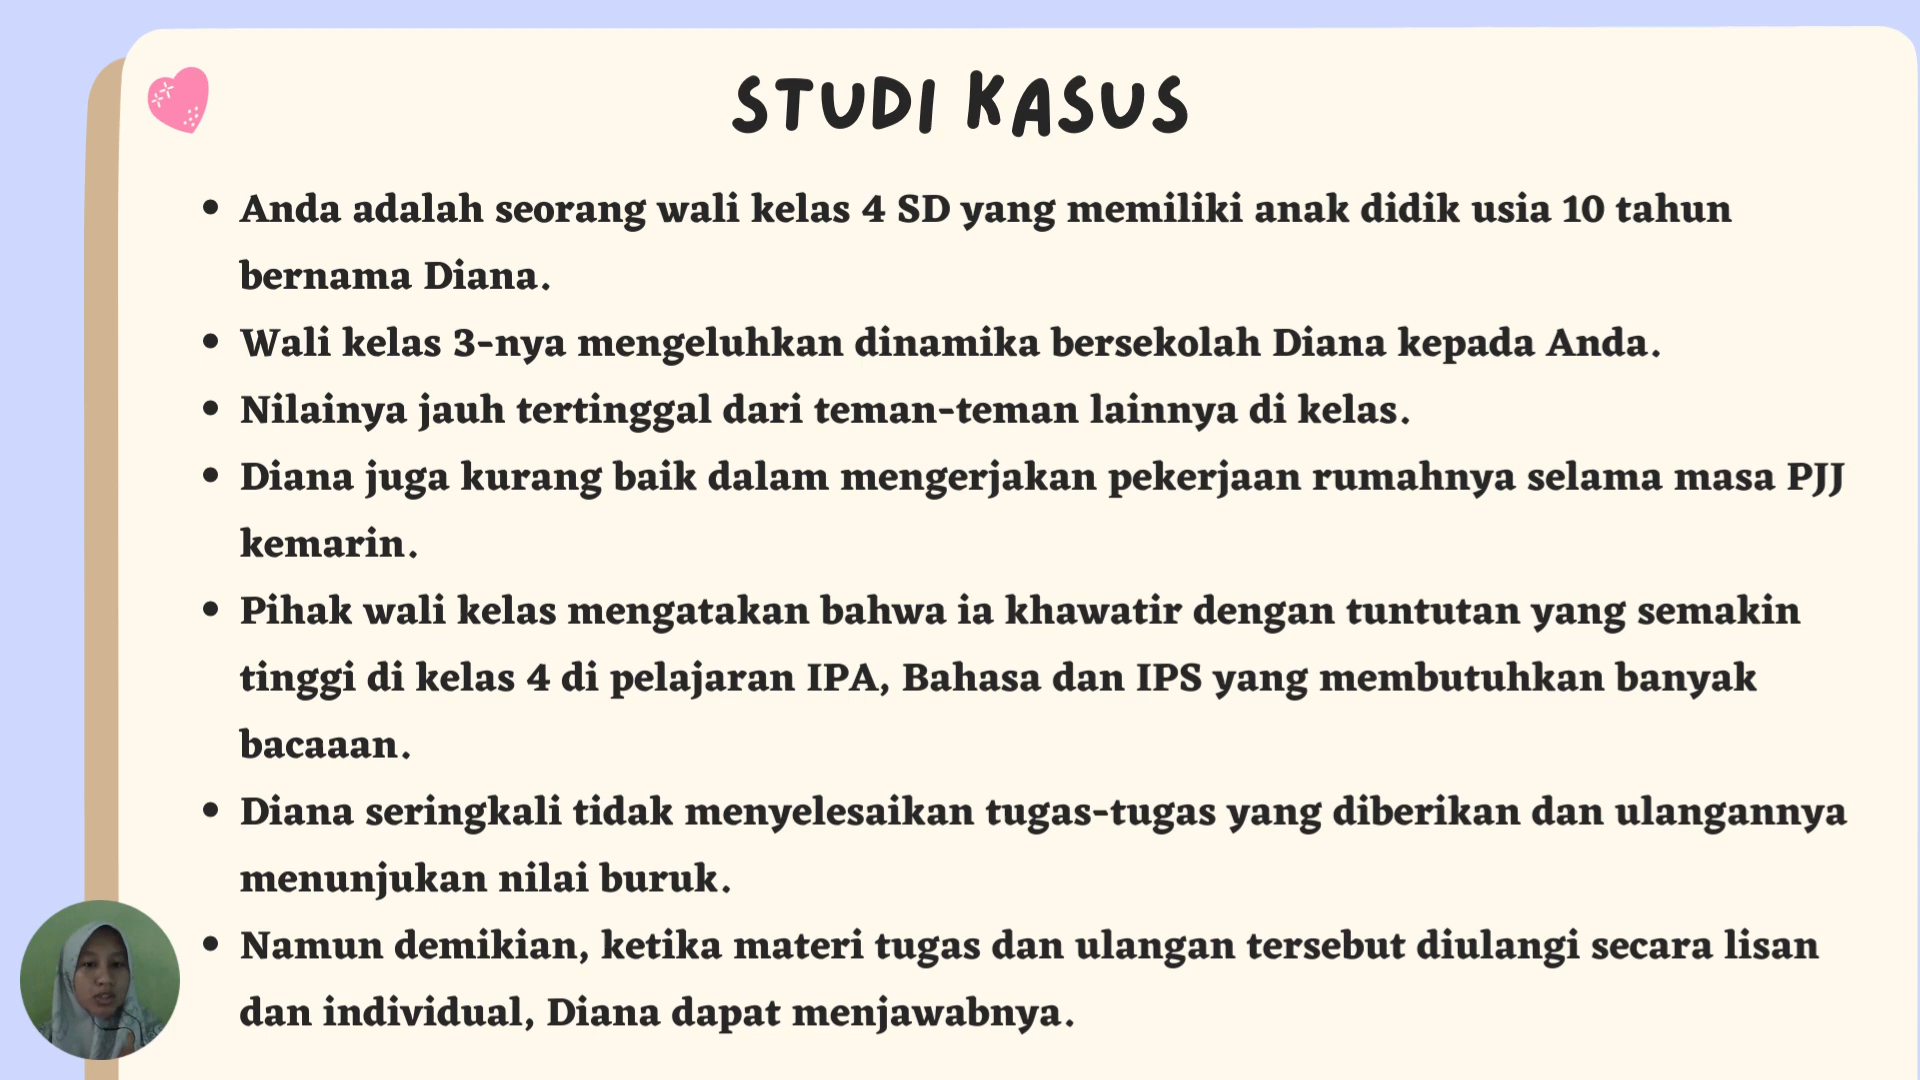 STUDI KASUS
• Anda adalah seorang wali kelas 4 SD yang memiliki anak didik usia 10 tahun
bernama Diana.
• Wali kelas 3-nya mengeluhkan dinamika bersekolah Diana kepada Anda.
• Nilainya jauh tertinggal dari teman-teman lainnya di kelas.
• Diana juga kurang baik dalam mengerjakan pekerjaan rumahnya selama masa PJJ
kemarin.
• Pihak wali kelas mengatakan bahwa ia khawatir dengan tuntutan yang semakin
tinggi di kelas 4 di pelajaran IPA, Bahasa dan IPS yang membutuhkan banyak
bacaaan.
• Diana seringkali tidak menyelesaikan tugas-tugas yang diberikan dan ulangannya
menunjukan nilai buruk.
• Namun demikian, ketika materi tugas dan ulangan tersebut diulangi secara lisan
dan individual, Diana dapat menjawabnya.